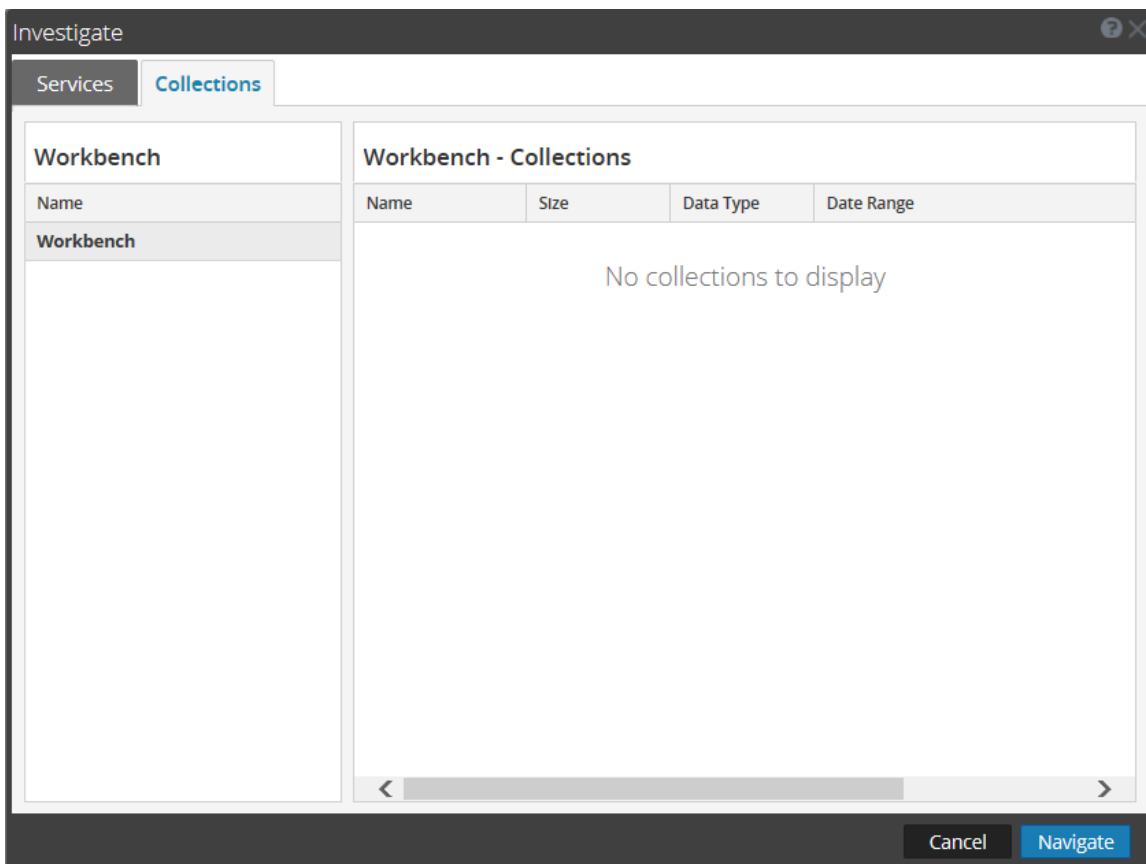 Investigate
Services Collections
Workbench
Name
Workbench
Workbench - Collections
Name Size Data Type Date Range
No collections to display
Cancel Navigate